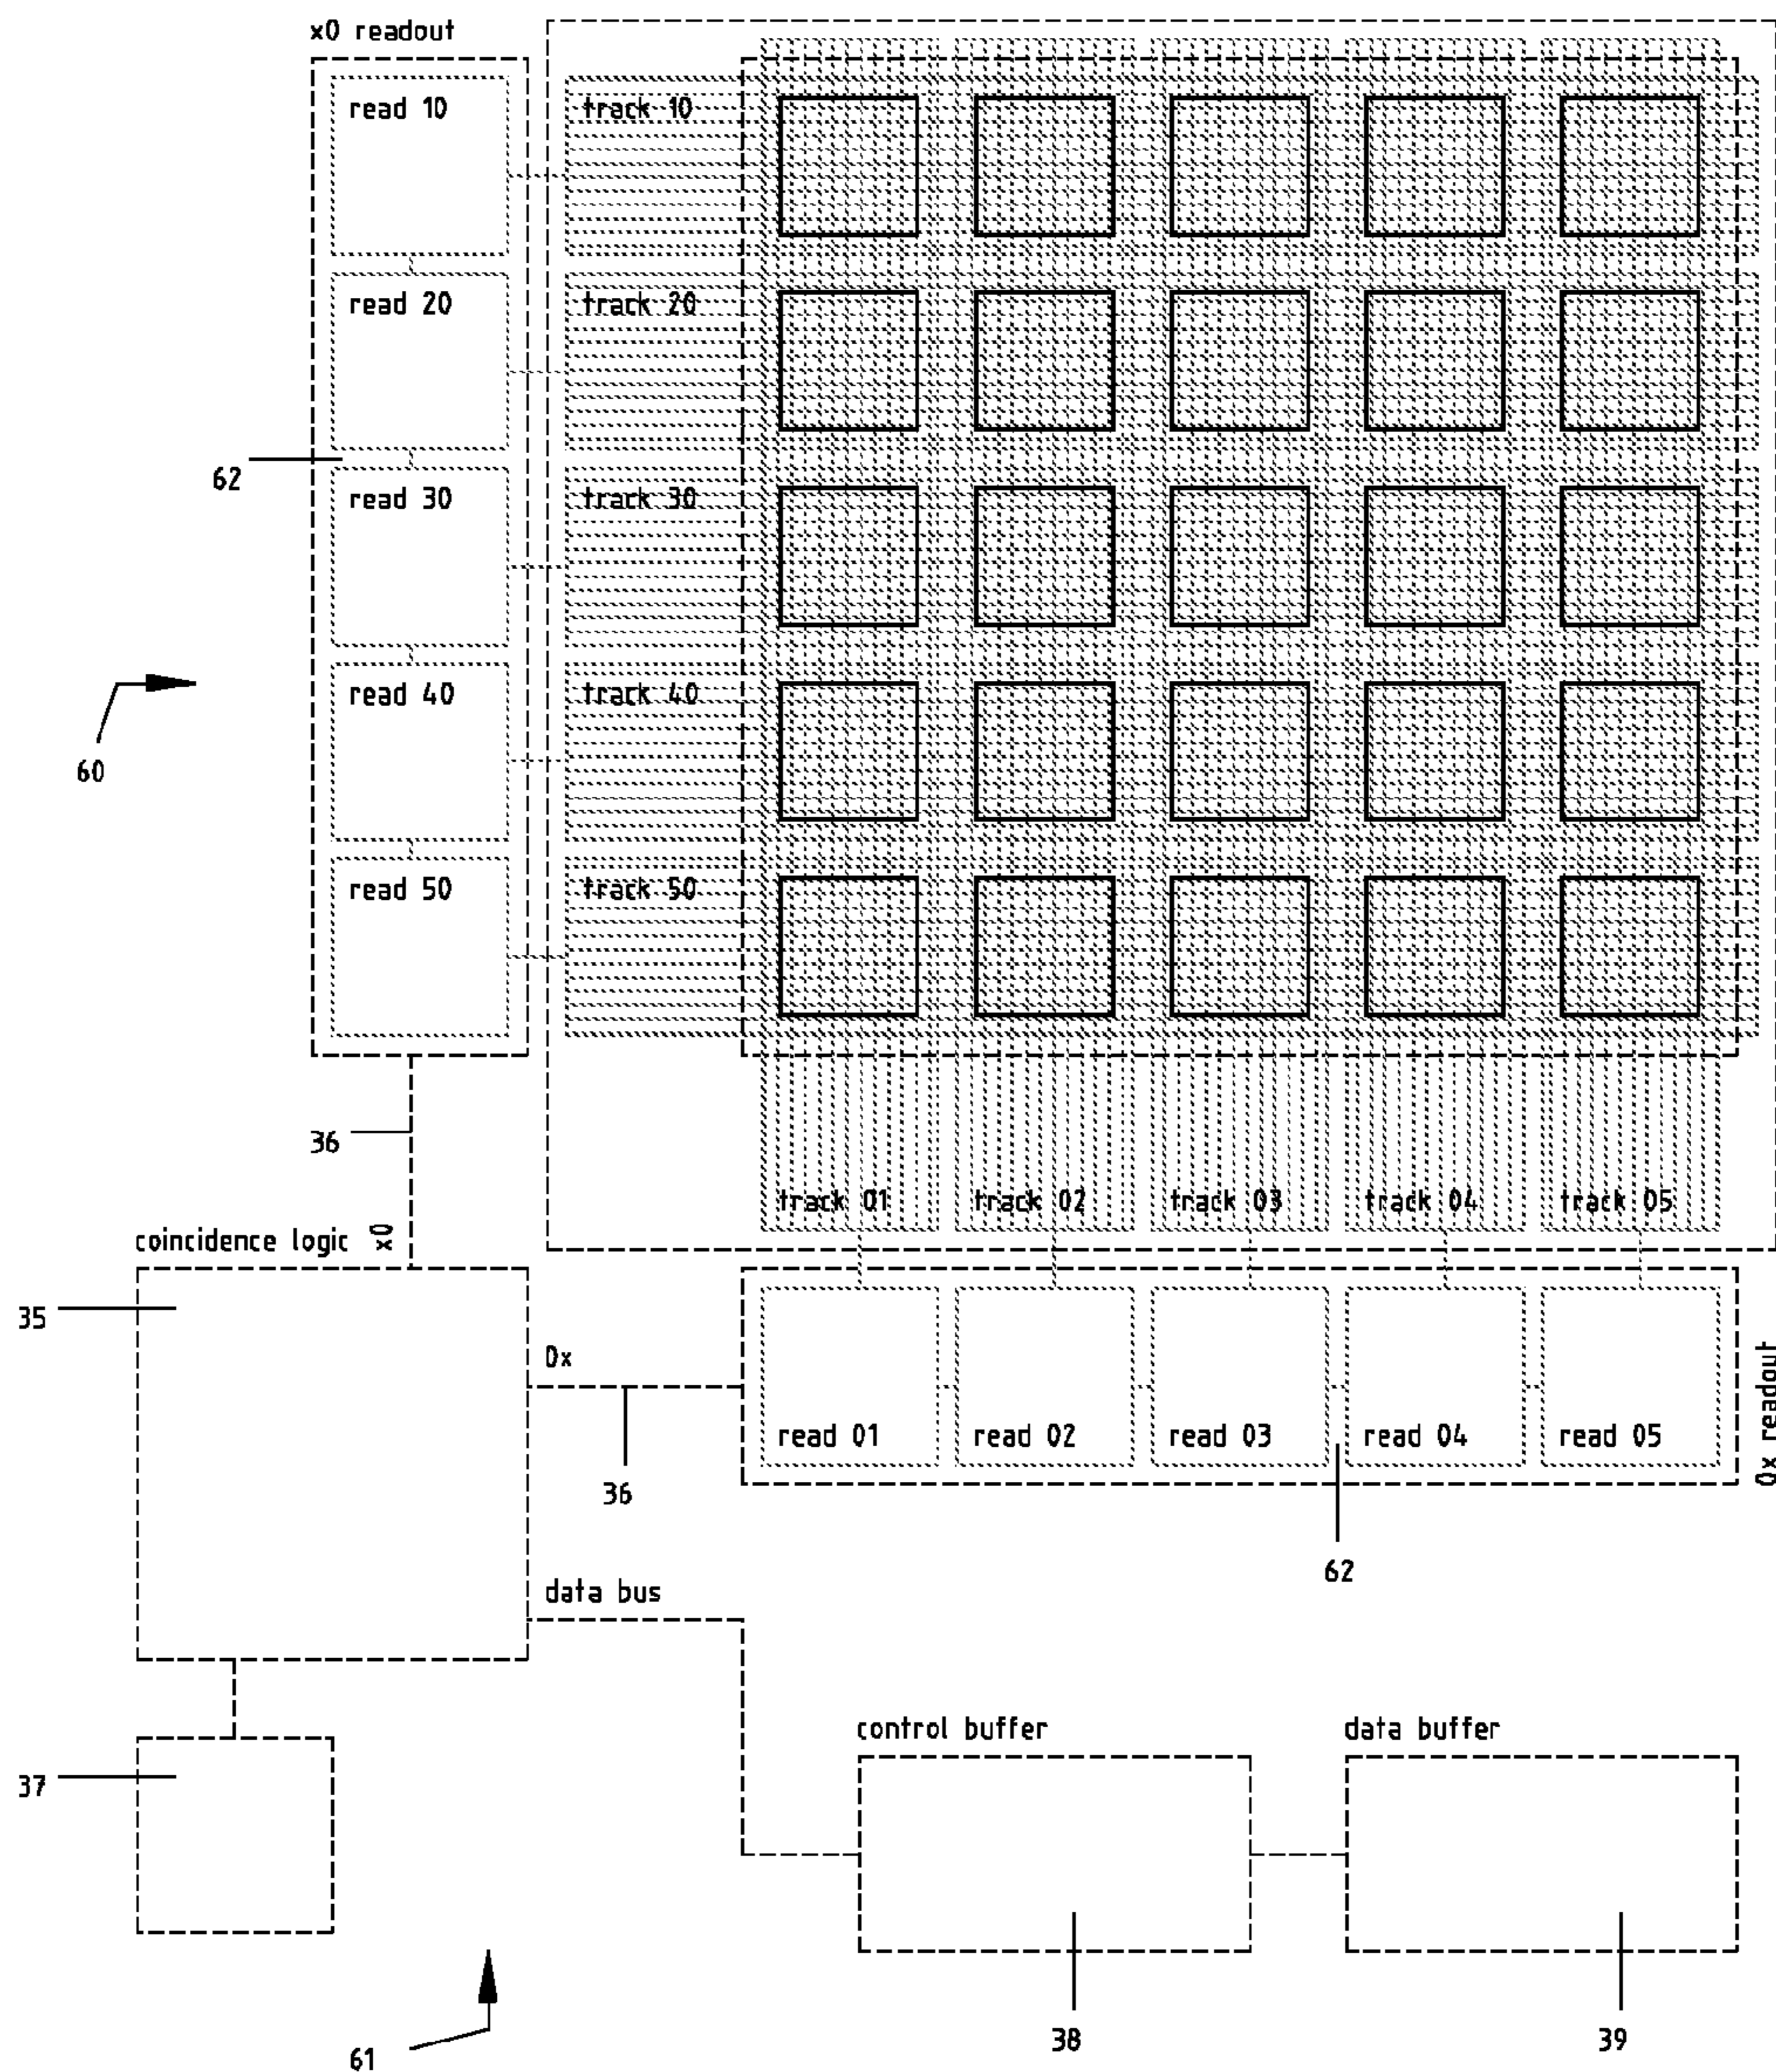 x0 readout
read 10
track 10
read 20
track 20
62
read 30
track 30
read 40
track 40
60
read 50
track 50
36
track 01
track 02
track 03
track 04
track 05
coincidence logic
x0
35
0x
read 01
read 02
read 03
read 04
read 05
0x readout
36
62
data bus
control buffer
data buffer
37
38
39
61